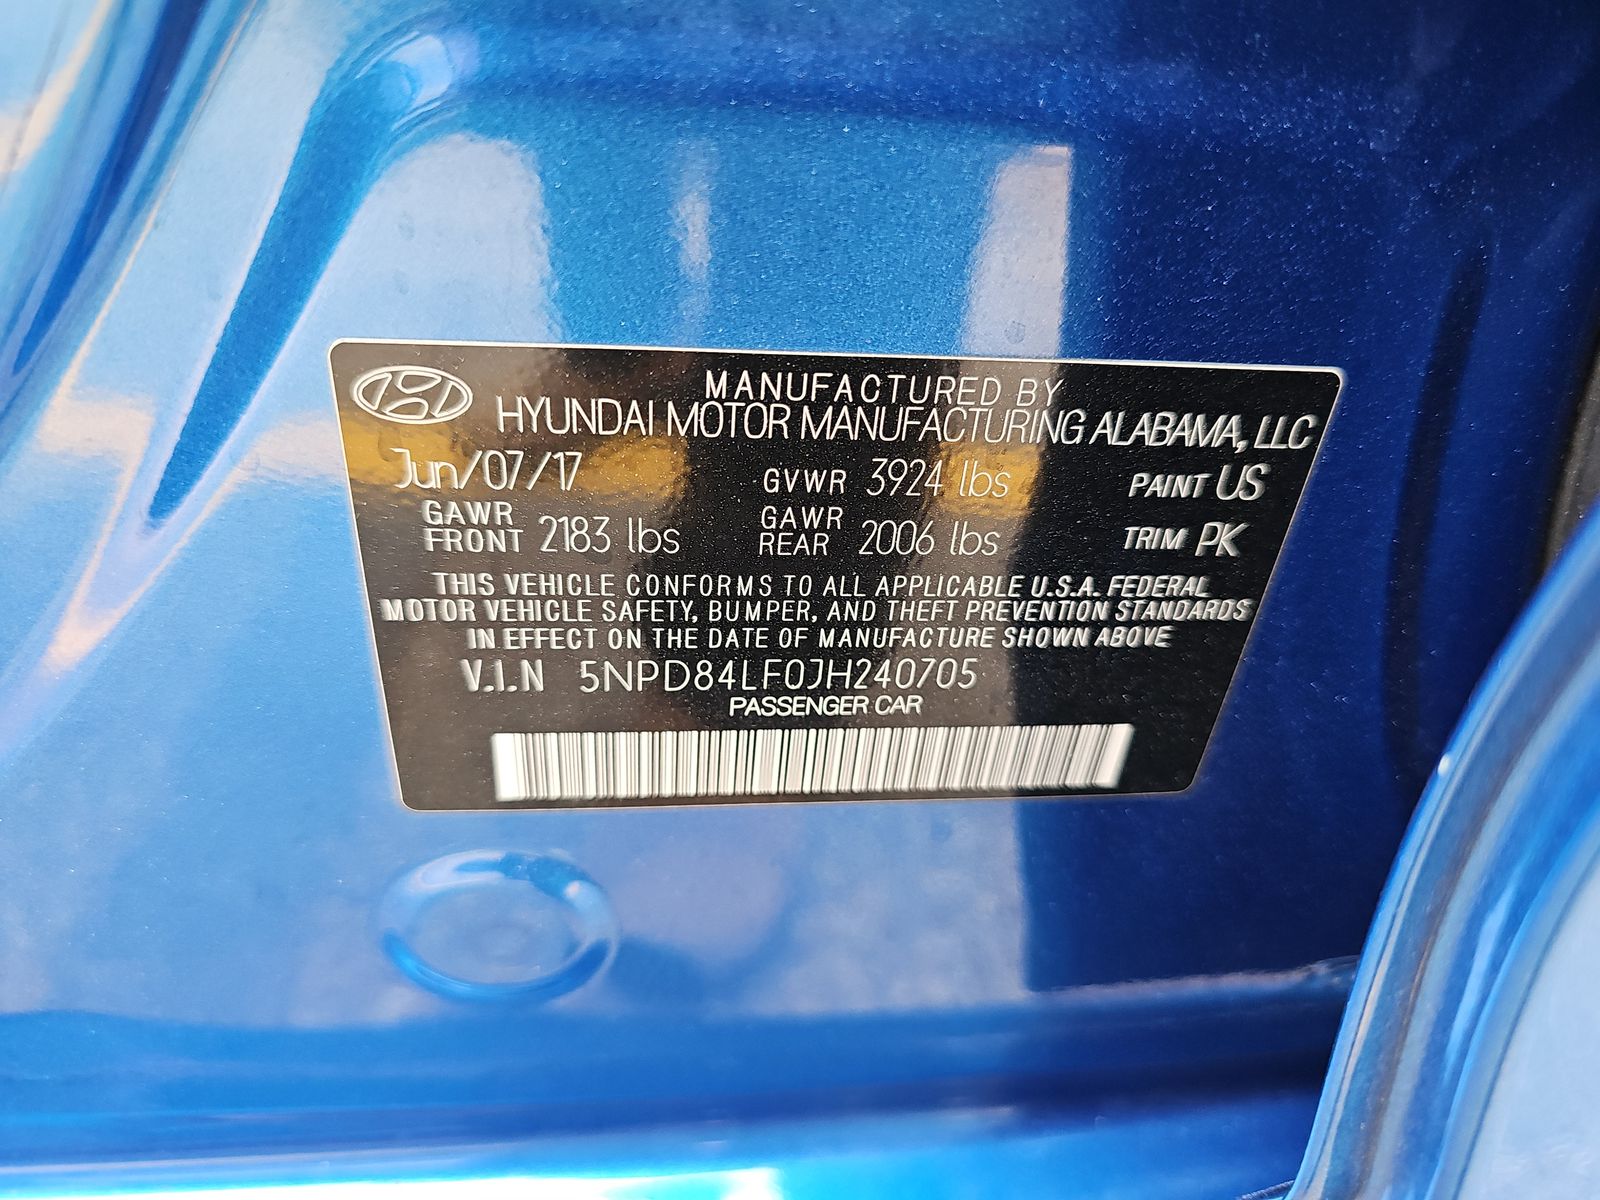 MANUFACTURED BY
HYUNDAI MOTOR MANUFACTURING ALABAMA, LLC
Jun/07/17 GVWR 3924 lbs PAINT US
GAWR FRONT 2183 lbs GAWR REAR 2006 lbs TRIM PK
THIS VEHICLE CONFORMS TO ALL APPLICABLE U.S.A. FEDERAL
MOTOR VEHICLE SAFETY, BUMPER, AND THEFT PREVENTION STANDARDS
IN EFFECT ON THE DATE OF MANUFACTURE SHOWN ABOVE
V.I.N 5NPD84LF0JH240705
PASSENGER CAR